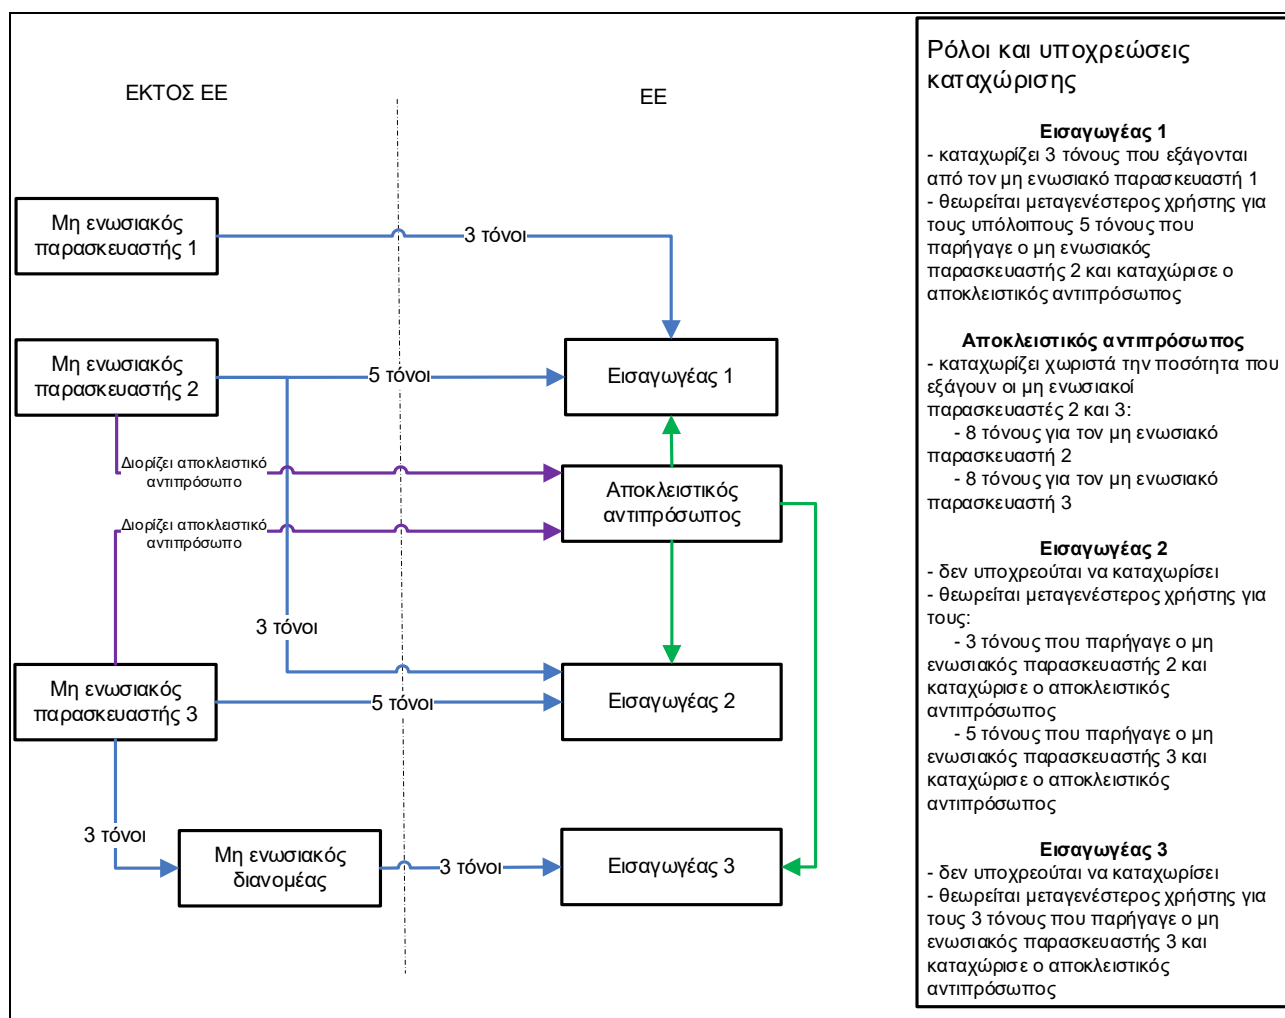 ΕΚΤΟΣ ΕΕ
ΕΕ
Μη ενωσιακός
παρασκευαστής 1
3 τόνοι
Μη ενωσιακός
παρασκευαστής 2
5 τόνοι
Εισαγωγέας 1
Διορίζει αποκλειστικό
αντιπρόσωπο
Αποκλειστικός
αντιπρόσωπος
Διορίζει αποκλειστικό
αντιπρόσωπο
3 τόνοι
Μη ενωσιακός
παρασκευαστής 3
5 τόνοι
Εισαγωγέας 2
3 τόνοι
Μη ενωσιακός
διανομέας
3 τόνοι
Εισαγωγέας 3
Ρόλοι και υποχρεώσεις
καταχώρισης
Εισαγωγέας 1
- καταχωρίζει 3 τόνους που εξάγονται
από τον μη ενωσιακό παρασκευαστή 1
- θεωρείται μεταγενέστερος χρήστης για
τους υπόλοιπους 5 τόνους που
παρήγαγε ο μη ενωσιακός
παρασκευαστής 2 και καταχώρισε ο
αποκλειστικός αντιπρόσωπος
Αποκλειστικός αντιπρόσωπος
- καταχωρίζει χωριστά την ποσότητα που
εξάγουν οι μη ενωσιακοί
παρασκευαστές 2 και 3:
- 8 τόνους για τον μη ενωσιακό
παρασκευαστή 2
- 8 τόνους για τον μη ενωσιακό
παρασκευαστή 3
Εισαγωγέας 2
- δεν υποχρεούται να καταχωρίσει
- θεωρείται μεταγενέστερος χρήστης για
τους:
- 3 τόνους που παρήγαγε ο μη
ενωσιακός παρασκευαστής 2 και
καταχώρισε ο αποκλειστικός
αντιπρόσωπος
- 5 τόνους που παρήγαγε ο μη
ενωσιακός παρασκευαστής 3 και
καταχώρισε ο αποκλειστικός
αντιπρόσωπος
Εισαγωγέας 3
- δεν υποχρεούται να καταχωρίσει
- θεωρείται μεταγενέστερος χρήστης για
τους 3 τόνους που παρήγαγε ο μη
ενωσιακός παρασκευαστής 3 και
καταχώρισε ο αποκλειστικός
αντιπρόσωπος